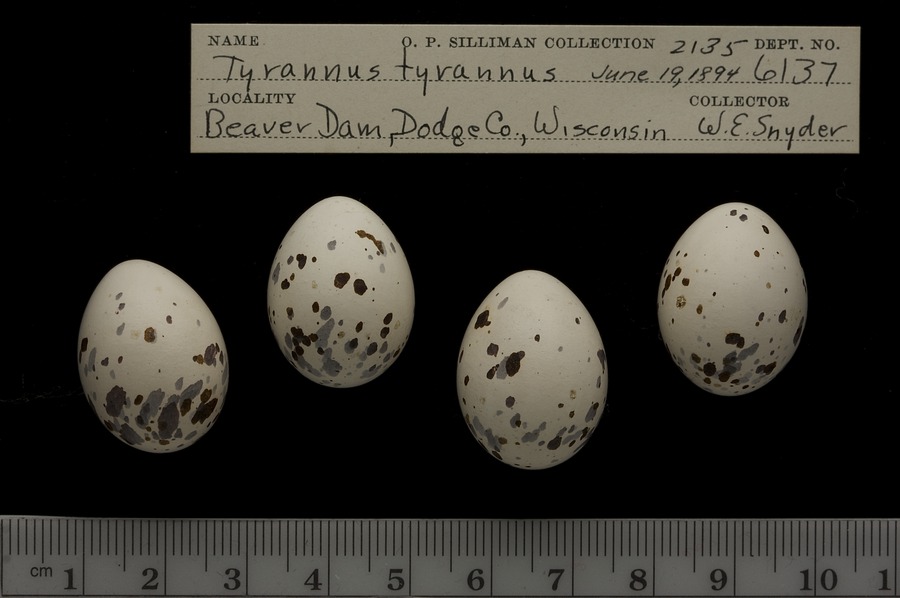 NAME O. P. SILLIMAN COLLECTION 2135 DEPT. NO.
Tyrannus tyrannus June 19, 1894 6137
LOCALITY COLLECTOR
Beaver Dam, Dodge Co., Wisconsin W.E. Snyder
cm 1 2 3 4 5 6 7 8 9 10 1